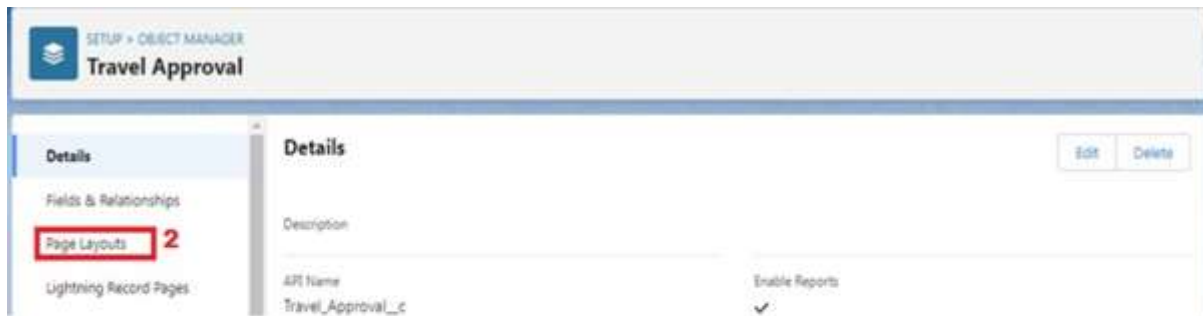 SETUP > OBJECT MANAGER
Travel Approval
Details
Fields & Relationships
Page Layouts 2
Lightning Record Pages
Details
Edit Delete
Description
API Name
Travel_Approval__c
Enable Reports